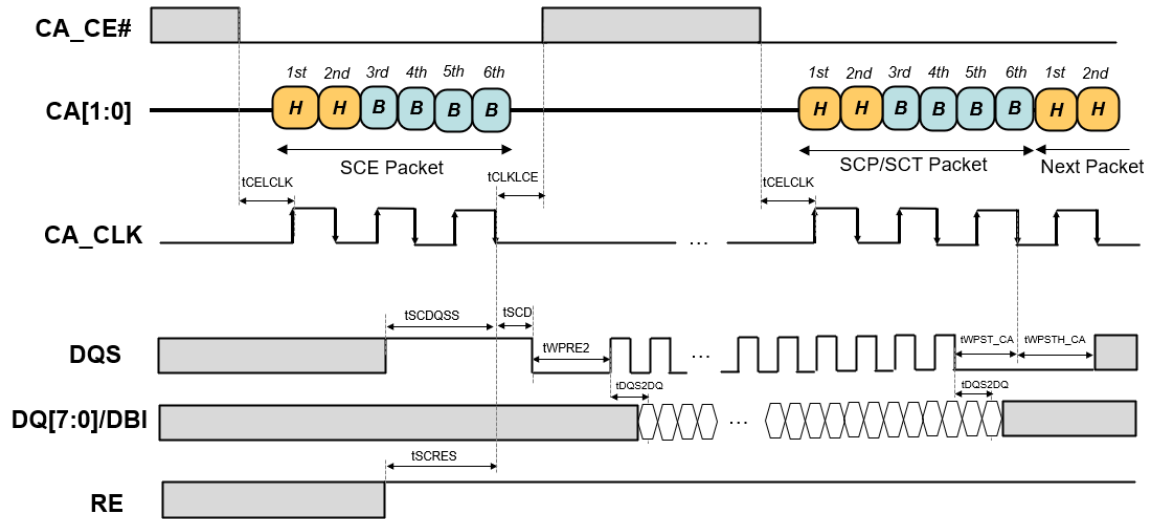 CA_CE#
1st 2nd 3rd 4th 5th 6th 1st 2nd 3rd 4th 5th 6th 1st 2nd
CA[1:0] H H B B B B H H B B B B H H
SCE Packet SCP/SCT Packet Next Packet
tCELCLK tCLKLCE tCELCLK
CA_CLK ...
tSCDQSS tSCD
DQS tWPRE2 ... tWPST_CA tWPSTH_CA
tDQS2DQ tDQS2DQ
DQ[7:0]/DBI ...
tSCRES
RE